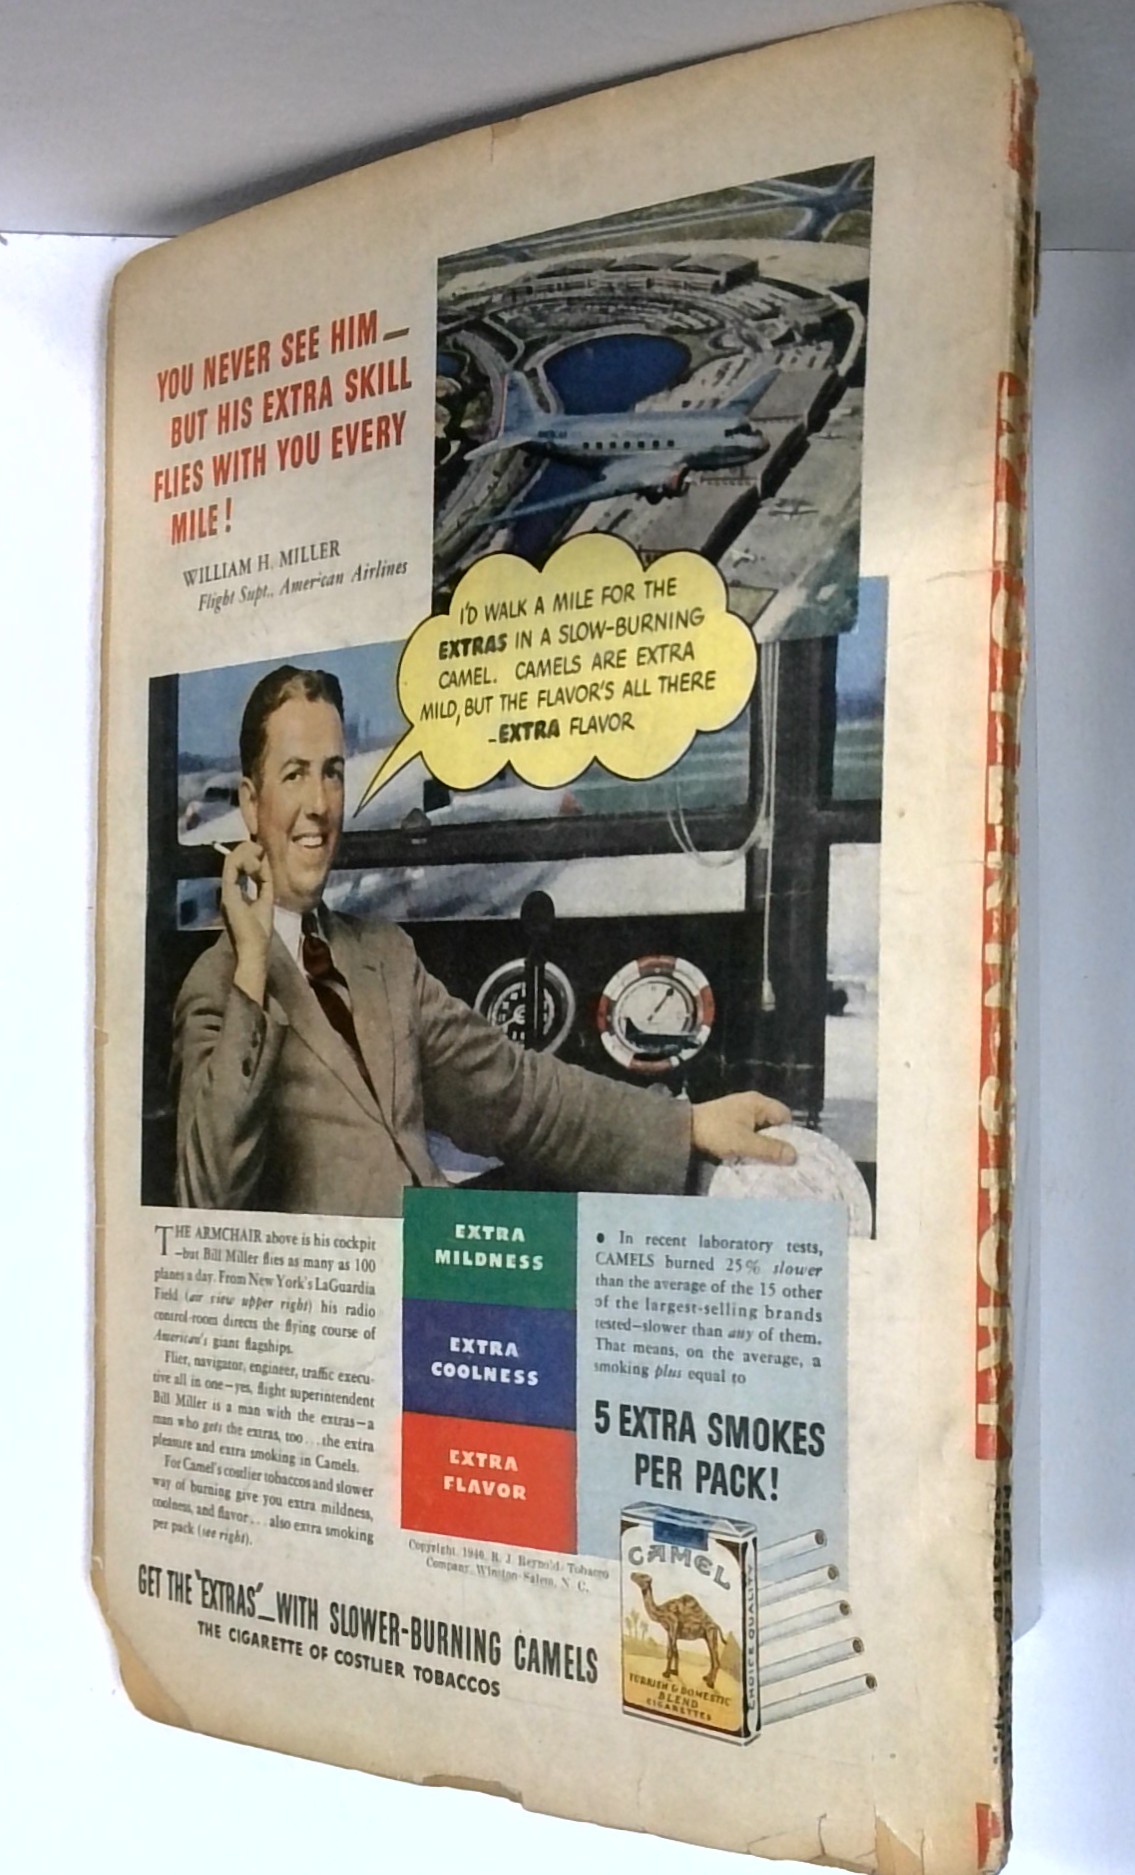 YOU NEVER SEE HIM—
BUT HIS EXTRA SKILL
FLIES WITH YOU EVERY
MILE!
WILLIAM H. MILLER
Flight Supt., American Airlines
I'D WALK A MILE FOR THE
EXTRAS IN A SLOW-BURNING
CAMEL. CAMELS ARE EXTRA
MILD, BUT THE FLAVOR'S ALL THERE
-EXTRA FLAVOR
THE ARMCHAIR above is his cockpit
—but Bill Miller flies as many as 100
planes a day. From New York's LaGuardia
Field (air view upper right) his radio
control-room directs the flying course of
American's giant flagships.
Flier, navigator, engineer, traffic execu-
tive all in one—yes, flight superintendent
Bill Miller is a man with the extras—a
man who gets the extras, too...the extra
pleasure and extra smoking in Camels.
For Camel's costlier tobaccos and slower
way of burning give you extra mildness,
coolness, and flavor...also extra smoking
per pack (see right).
EXTRA
MILDNESS
EXTRA
COOLNESS
EXTRA
FLAVOR
• In recent laboratory tests,
CAMELS burned 25% slower
than the average of the 15 other
of the largest-selling brands
tested—slower than any of them.
That means, on the average, a
smoking plus equal to
5 EXTRA SMOKES
PER PACK!
Copyright, 1940, R. J. Reynolds Tobacco
Company, Winston-Salem, N. C.
CAMEL
TURKISH & DOMESTIC
BLEND
CIGARETTES
CHOICE QUALITY
GET THE "EXTRAS"—WITH SLOWER-BURNING CAMELS
THE CIGARETTE OF COSTLIER TOBACCOS